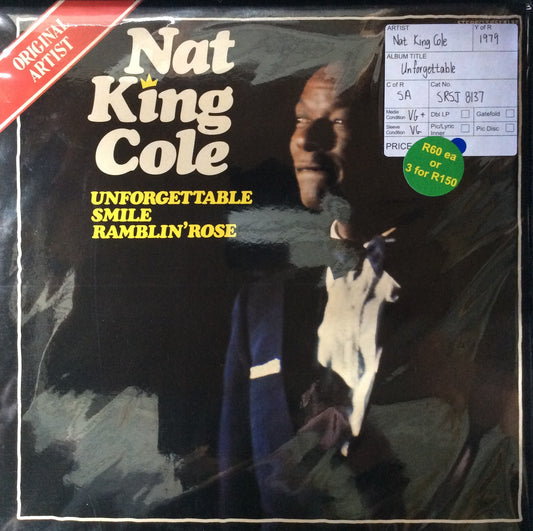 ORIGINAL
ARTIST
Nat
King
Cole
UNFORGETTABLE
SMILE
RAMBLIN' ROSE
STEREO
ARTIST
Nat King Cole
Y of R
1979
ALBUM TITLE
Unforgettable
C of R
SA
Cat No.
SRSJ 8137
Media
Condition VG+
Dbl LP
Gatefold
Sleeve
Condition VG
Pic/Lyric
Inner
Pic Disc
PRICE
R60 ea
or
3 for R150